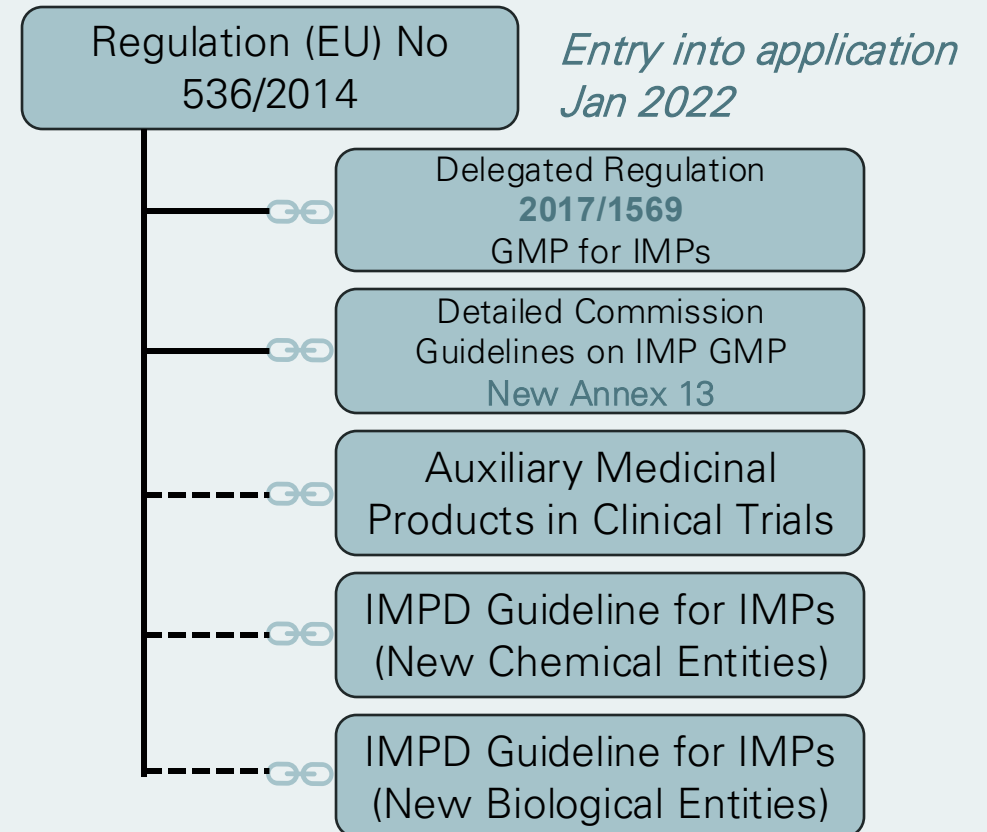 Regulation (EU) No
536/2014
Entry into application
Jan 2022
Delegated Regulation
2017/1569
GMP for IMPs
Detailed Commission
Guidelines on IMP GMP
New Annex 13
Auxiliary Medicinal
Products in Clinical Trials
IMPD Guideline for IMPs
(New Chemical Entities)
IMPD Guideline for IMPs
(New Biological Entities)